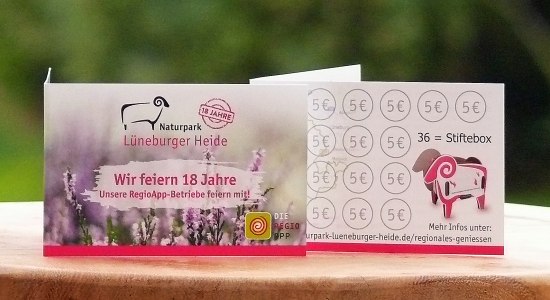 Naturpark
Lüneburger Heide
18 JAHRE
Wir feiern 18 Jahre
Unsere RegioApp-Betriebe feiern mit!
DIE
REGIO
APP
5€ 5€ 5€ 5€ 5€
5€ 5€ 5€
36 = Stiftebox
5€ 5€ 5€
5€ 5€ 5€
Mehr Infos unter:
urpark-lueneburger-heide.de/regionales-geniessen